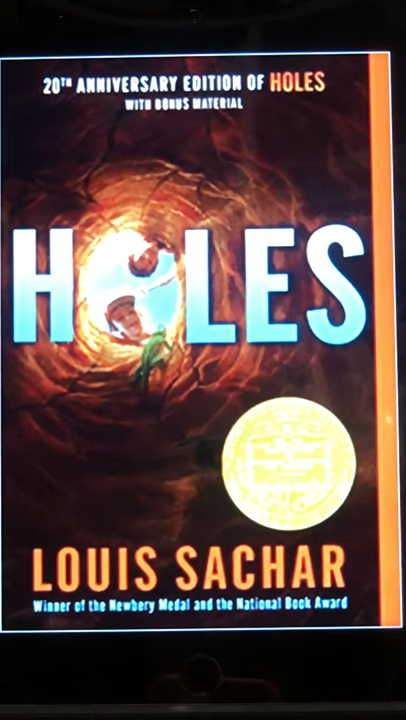 20TH ANNIVERSARY EDITION OF HOLES
WITH BONUS MATERIAL
HOLES
LOUIS SACHAR
Winner of the Newbery Medal and the National Book Award